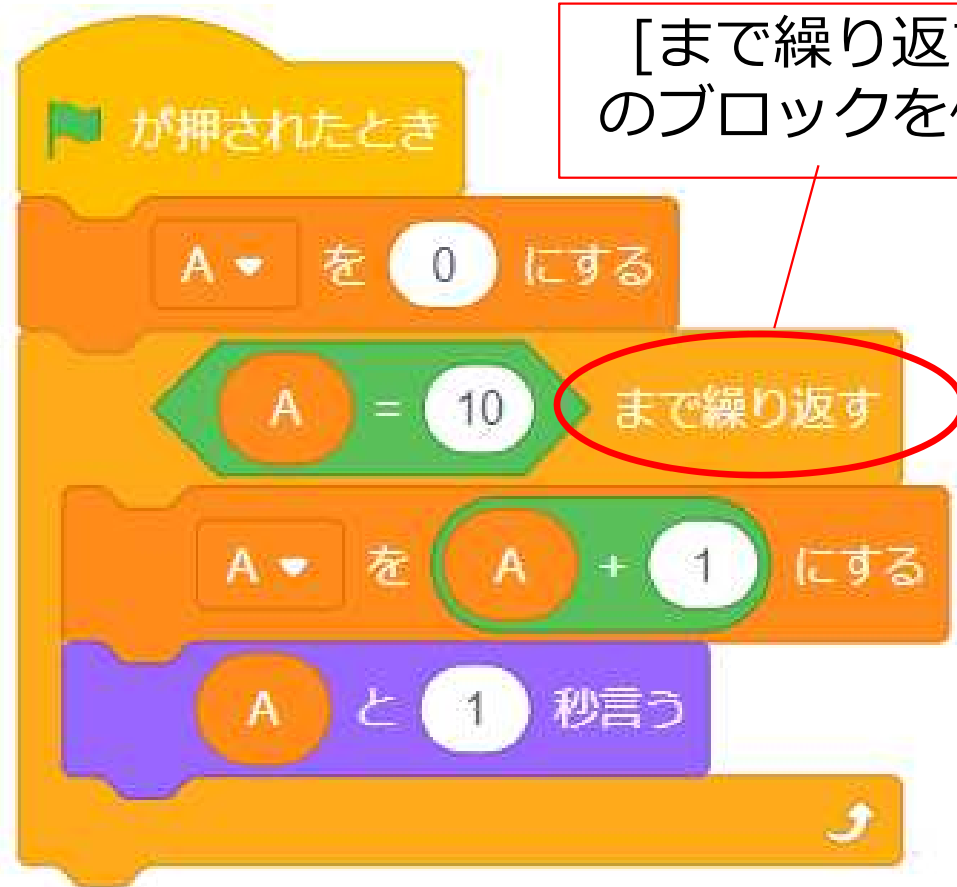 [まで繰り返
のブロックを
が押されたとき
A を 0 にする
A = 10 まで繰り返す
A を A + 1 にする
A と 1 秒言う